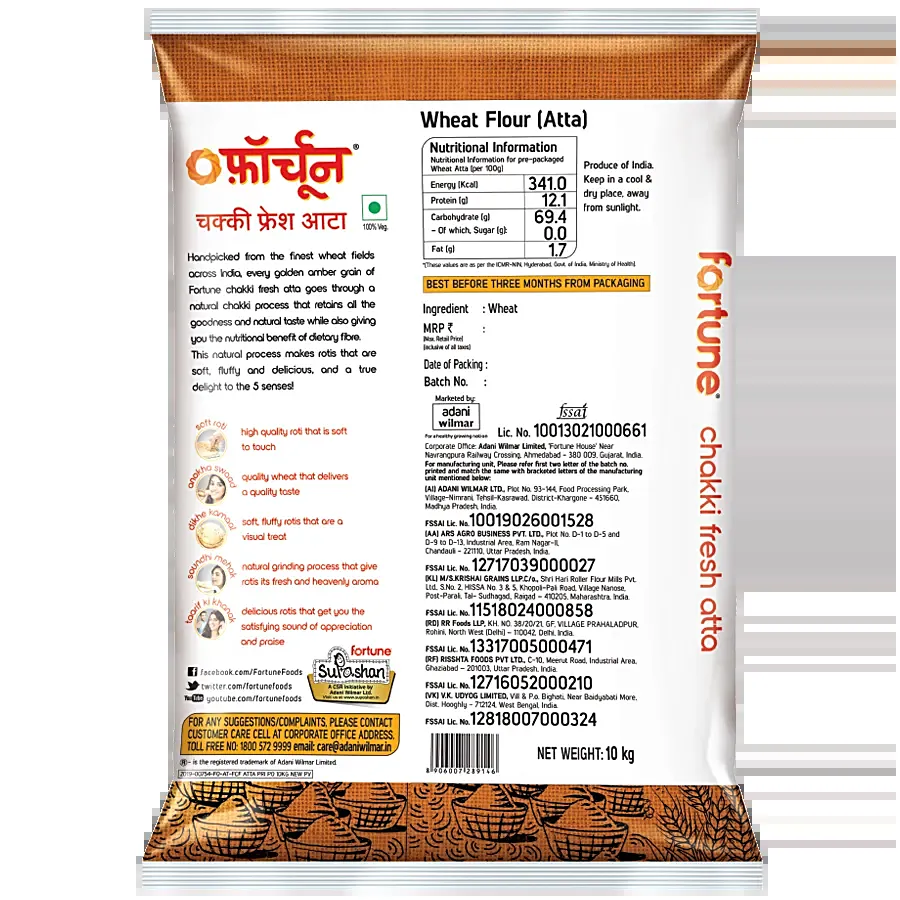 फ़ॉर्चून®
चक्की फ्रेश आटा
100% Veg.
Handpicked from the finest wheat fields
across India, every golden amber grain of
Fortune chakki fresh atta goes through a
natural chakki process that retains all the
goodness and natural taste while also giving
you the nutritional benefit of dietary fibre.
This natural process makes rotis that are
soft, fluffy and delicious, and a true
delight to the 5 senses!
soft roti
high quality roti that is soft
to touch
anokha swaad
quality wheat that delivers
a quality taste
dikhe kamaal
soft, fluffy rotis that are a
visual treat
saundhi mehak
natural grinding process that give
rotis its fresh and heavenly aroma
taarif ki khanak
delicious rotis that get you the
satisfying sound of appreciation
and praise
facebook.com/FortuneFoods
twitter.com/fortunefoods
YouTube youtube.com/fortunefoods
fortune
SuPoshan
A CSR initiative by
Adani Wilmar Ltd.
FOR ANY SUGGESTIONS/COMPLAINTS, PLEASE CONTACT
CUSTOMER CARE CELL AT CORPORATE OFFICE ADDRESS.
TOLL FREE NO: 1800 572 9999 email: care@adaniwilmar.in
® - is the registered trademark of Adani Wilmar Limited.
2019-00754-FO-AT-FCF ATTA PRI PO 10KG NEW PV
Wheat Flour (Atta)
Nutritional Information
Nutritional Information for pre-packaged
Wheat Atta (per 100g)
Energy (Kcal) 341.0
Protein (g) 12.1
Carbohydrate (g) 69.4
- Of which, Sugar (g): 0.0
Fat (g) 1.7
*(These values are as per the ICMR-NIN, Hyderabad, Govt. of India, Ministry of Health).
Produce of India.
Keep in a cool &
dry place, away
from sunlight.
BEST BEFORE THREE MONTHS FROM PACKAGING
Ingredient : Wheat
MRP ₹ :
(Max. Retail Price)
(inclusive of all taxes)
Date of Packing :
Batch No. :
Marketed by:
adani
wilmar
For a healthy growing nation
fssai
Lic. No. 10013021000661
Corporate Office: Adani Wilmar Limited, 'Fortune House' Near
Navrangpura Railway Crossing, Ahmedabad - 380 009, Gujarat, India.
For manufacturing unit, Please refer first two letter of the batch no.
printed and match the same with bracketed letters of the manufacturing
unit mentioned below:
(AI) ADANI WILMAR LTD., Plot No. 93-144, Food Processing Park,
Village-Nimrani, Tehsil-Kasrawad, District-Khargone - 451660,
Madhya Pradesh, India.
FSSAI Lic. No. 10019026001528
(AA) ARS AGRO BUSINESS PVT. LTD., Plot No. D-1 to D-5 and
D-9 to D-13, Industrial Area, Ram Nagar-II,
Chandauli - 221110, Uttar Pradesh, India.
FSSAI Lic. No. 12717039000027
(KL) M/S.KRISHAI GRAINS LLP.C/o., Shri Hari Roller Flour Mills Pvt.
Ltd., S.No. 2, HISSA No. 3 & 5, Khopoli-Pali Road, Village Nanose,
Post-Parali, Tal- Sudhagad, Raigad - 410205, Maharashtra, India.
FSSAI Lic. No. 11518024000858
(RD) RR Foods LLP, KH. NO. 38/20/21, GF, VILLAGE PRAHALADPUR,
Rohini, North West (Delhi) - 110042, Delhi, India.
FSSAI Lic. No. 13317005000471
(RF) RISSHTA FOODS PVT LTD., C-10, Meerut Road, Industrial Area,
Ghaziabad - 201003, Uttar Pradesh, India.
FSSAI Lic. No. 12716052000210
(VK) V.K. UDYOG LIMITED, Vill & P.o. Bighati, Near Baidyabati More,
Dist. Hooghly - 712124, West Bengal, India.
FSSAI Lic. No. 12818007000324
8 906007 289146
NET WEIGHT: 10 kg
fortune®
chakki fresh atta